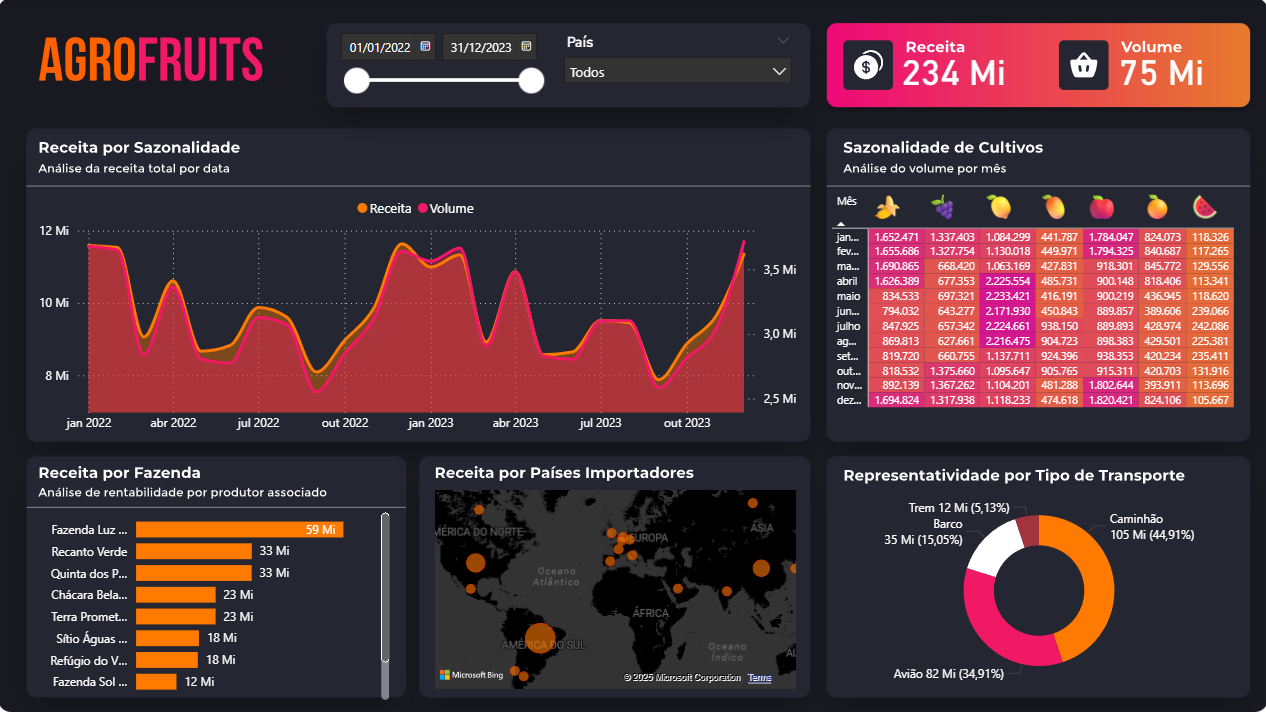 AGROFRUITS
01/01/2022
31/12/2023
País
Todos
Receita
234 Mi
Volume
75 Mi
Receita por Sazonalidade
Análise da receita total por data
Receita Volume
12 Mi
10 Mi
8 Mi
3,5 Mi
3,0 Mi
2,5 Mi
jan 2022 abr 2022 jul 2022 out 2022 jan 2023 abr 2023 jul 2023 out 2023
Sazonalidade de Cultivos
Análise do volume por mês
Mês
jan... 1.652.471 1.337.403 1.084.299 441.787 1.784.047 824.073 118.326
fev... 1.655.686 1.327.754 1.130.018 449.971 1.794.325 840.687 117.265
ma... 1.690.865 668.420 1.063.169 427.831 918.301 845.772 129.556
abril 1.626.389 677.353 2.225.554 485.731 900.148 818.406 113.341
maio 834.533 697.321 2.233.421 416.191 900.219 436.945 118.620
jun... 794.032 643.277 2.171.930 450.843 889.857 389.606 239.066
julho 847.925 657.342 2.224.661 938.150 889.893 428.974 242.086
ag... 869.813 627.661 2.216.475 904.723 898.383 429.501 225.381
set... 819.720 660.755 1.137.711 924.396 938.353 420.234 235.411
out... 818.532 1.375.660 1.095.647 905.765 915.311 420.703 131.916
nov... 892.139 1.367.262 1.104.201 481.288 1.802.644 393.911 113.696
dez... 1.694.824 1.317.938 1.118.233 474.618 1.820.421 824.106 105.667
Receita por Fazenda
Análise de rentabilidade por produtor associado
Fazenda Luz ... 59 Mi
Recanto Verde 33 Mi
Quinta dos P... 33 Mi
Chácara Bela... 23 Mi
Terra Promet... 23 Mi
Sítio Águas ... 18 Mi
Refúgio do V... 18 Mi
Fazenda Sol ... 12 Mi
Receita por Países Importadores
MÉRICA DO NORTE
EUROPA
ÁSIA
Oceano
Atlântico
ÁFRICA
AMÉRICA DO SUL
Oceano
Índico
AU
Microsoft Bing
© 2025 Microsoft Corporation Terms
Representatividade por Tipo de Transporte
Trem 12 Mi (5,13%)
Barco
35 Mi (15,05%)
Caminhão
105 Mi (44,91%)
Avião 82 Mi (34,91%)